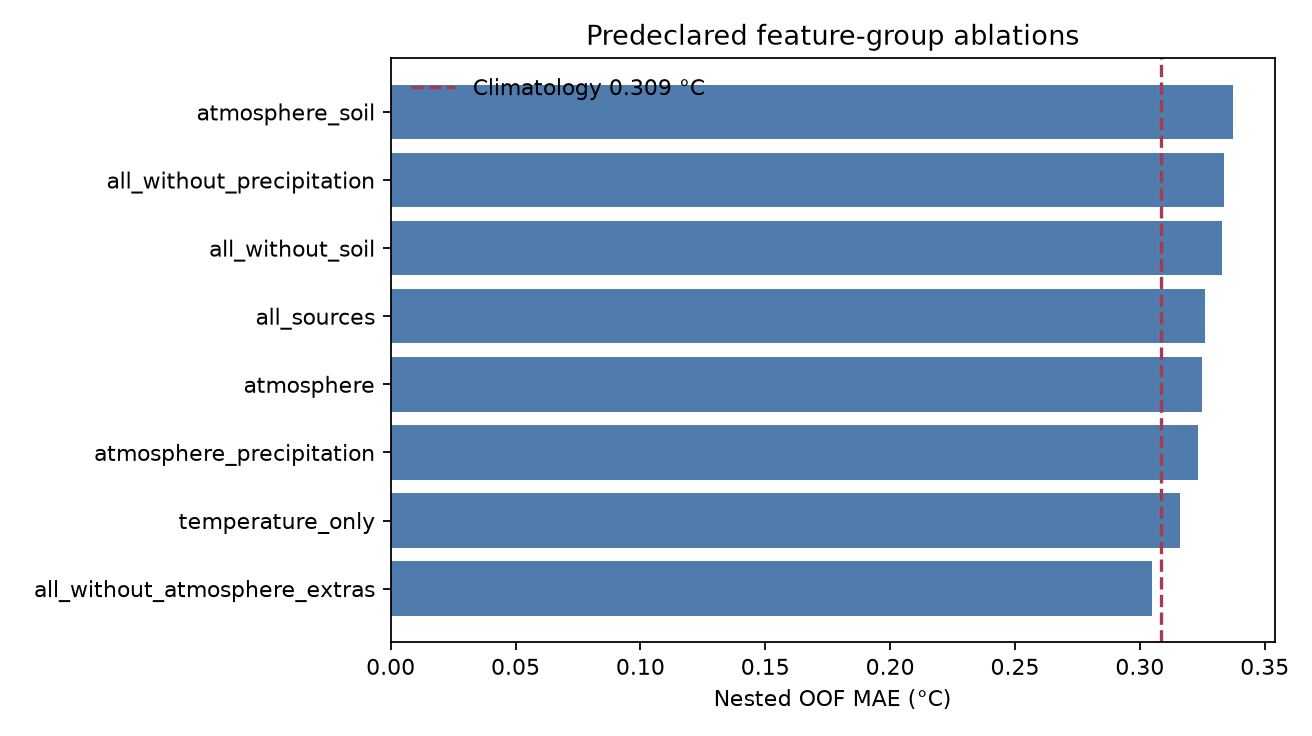 Predeclared feature-group ablations
Climatology 0.309 °C
atmosphere_soil
all_without_precipitation
all_without_soil
all_sources
atmosphere
atmosphere_precipitation
temperature_only
all_without_atmosphere_extras
0.00 0.05 0.10 0.15 0.20 0.25 0.30 0.35
Nested OOF MAE (°C)